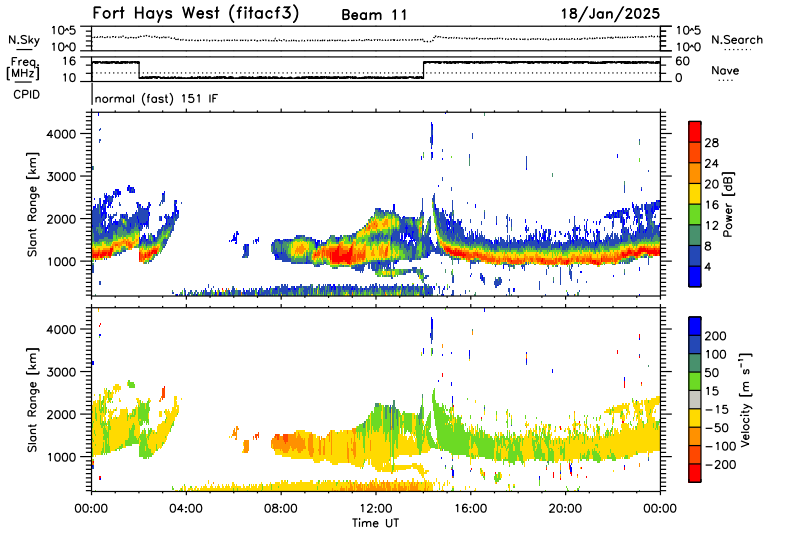 Fort Hays West (fitacf3) Beam 11 18/Jan/2025
N.Sky 10^5 10^0 10^5 10^0 N.Search
Freq. [MHz] 16 10 60 0 Nave
CPID normal (fast) 151 IF
Slant Range [km] 4000 3000 2000 1000
Power [dB] 28 24 20 16 12 8 4
Slant Range [km] 4000 3000 2000 1000
Velocity [m s⁻¹] 200 100 50 15 −15 −50 −100 −200
00:00 04:00 08:00 12:00 16:00 20:00 00:00
Time UT